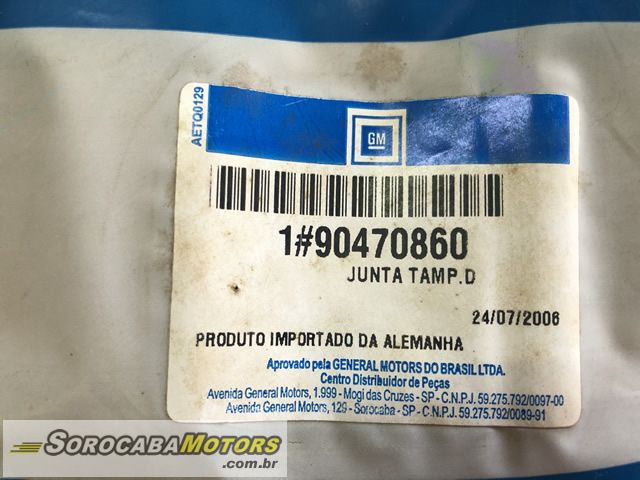 AETQ0129
GM
1#90470860
JUNTA TAMP.D
24/07/2006
PRODUTO IMPORTADO DA ALEMANHA
Aprovado pela GENERAL MOTORS DO BRASIL LTDA.
Centro Distribuidor de Peças
Avenida General Motors, 1.999 - Mogi das Cruzes - SP - C.N.P.J. 59.275.792/0097-00
Avenida General Motors, 129 - Sorocaba - SP - C.N.P.J. 59.275.792/0089-91
SOROCABAMOTORS
.com.br